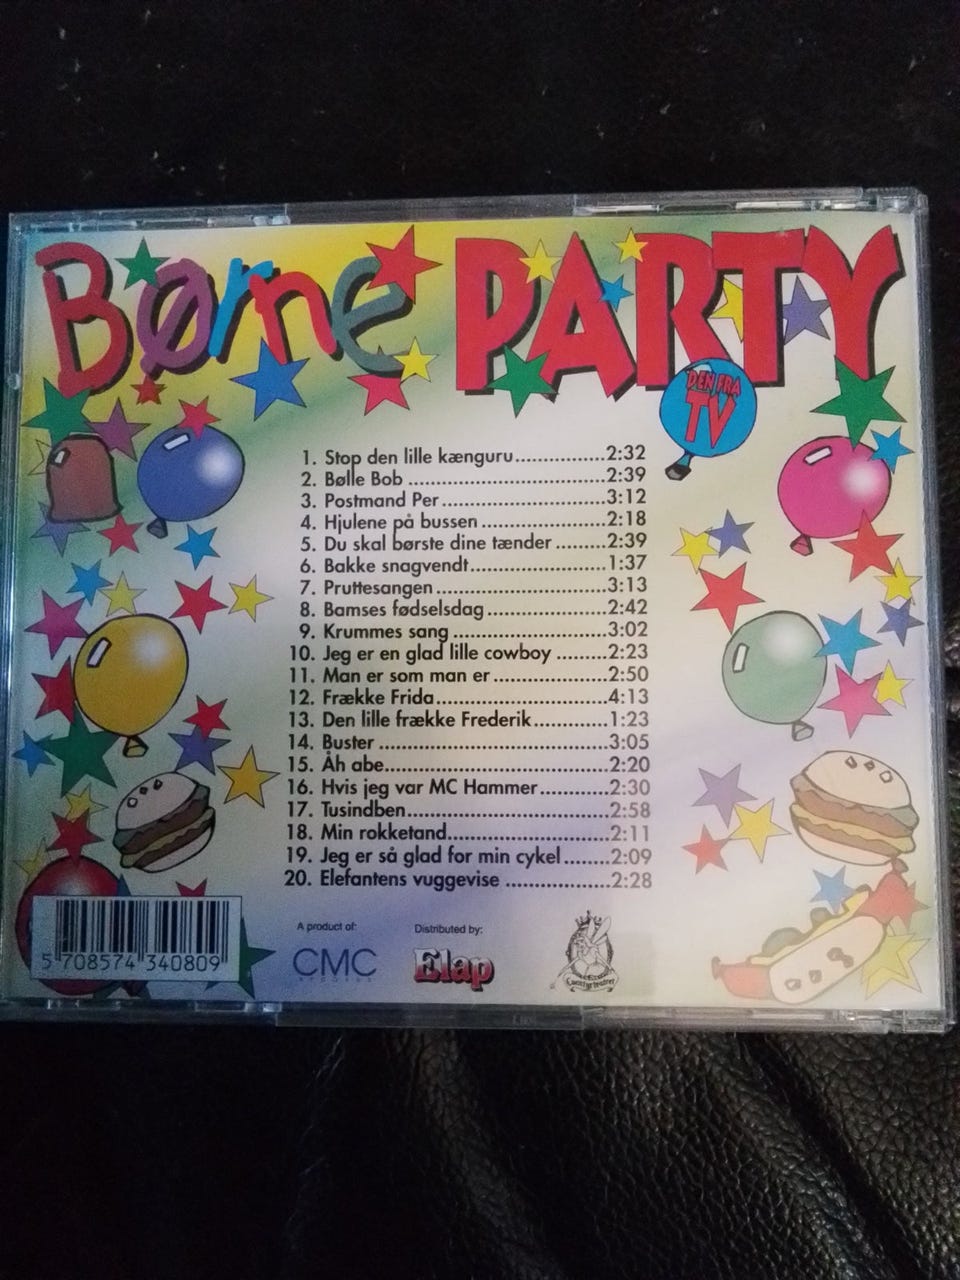 Børne PARTY
DEN FRA
TV
1. Stop den lille kænguru................2:32
2. Bølle Bob ..................................2:39
3. Postmand Per.............................3:12
4. Hjulene på bussen ......................2:18
5. Du skal børste dine tænder .........2:39
6. Bakke snagvendt........................1:37
7. Pruttesangen..............................3:13
8. Bamses fødselsdag......................2:42
9. Krummes sang ...........................3:02
10. Jeg er en glad lille cowboy .........2:23
11. Man er som man er...................2:50
12. Frække Frida.............................4:13
13. Den lille frække Frederik.............1:23
14. Buster .......................................3:05
15. Åh abe......................................2:20
16. Hvis jeg var MC Hammer............2:30
17. Tusindben..................................2:58
18. Min rokketand...........................2:11
19. Jeg er så glad for min cykel........2:09
20. Elefantens vuggevise ..................2:28
A product of:
CMC
RECORDS
Distributed by:
Elap
5 708574 340809